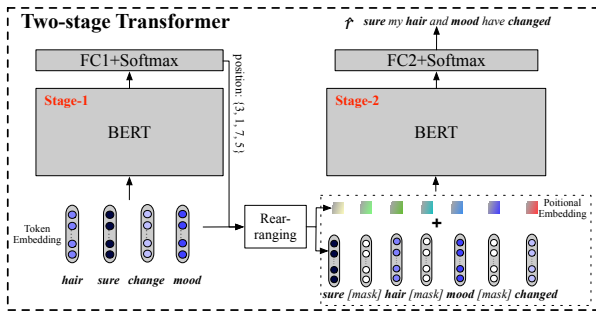 Two-stage Transformer
FC1+Softmax
Stage-1
BERT
position: {3, 1, 7, 5}
Token
Embedding
hair sure change mood
Rear-
ranging
sure my hair and mood have changed
FC2+Softmax
Stage-2
BERT
Poitional
Embedding
+
sure [mask] hair [mask] mood [mask] changed